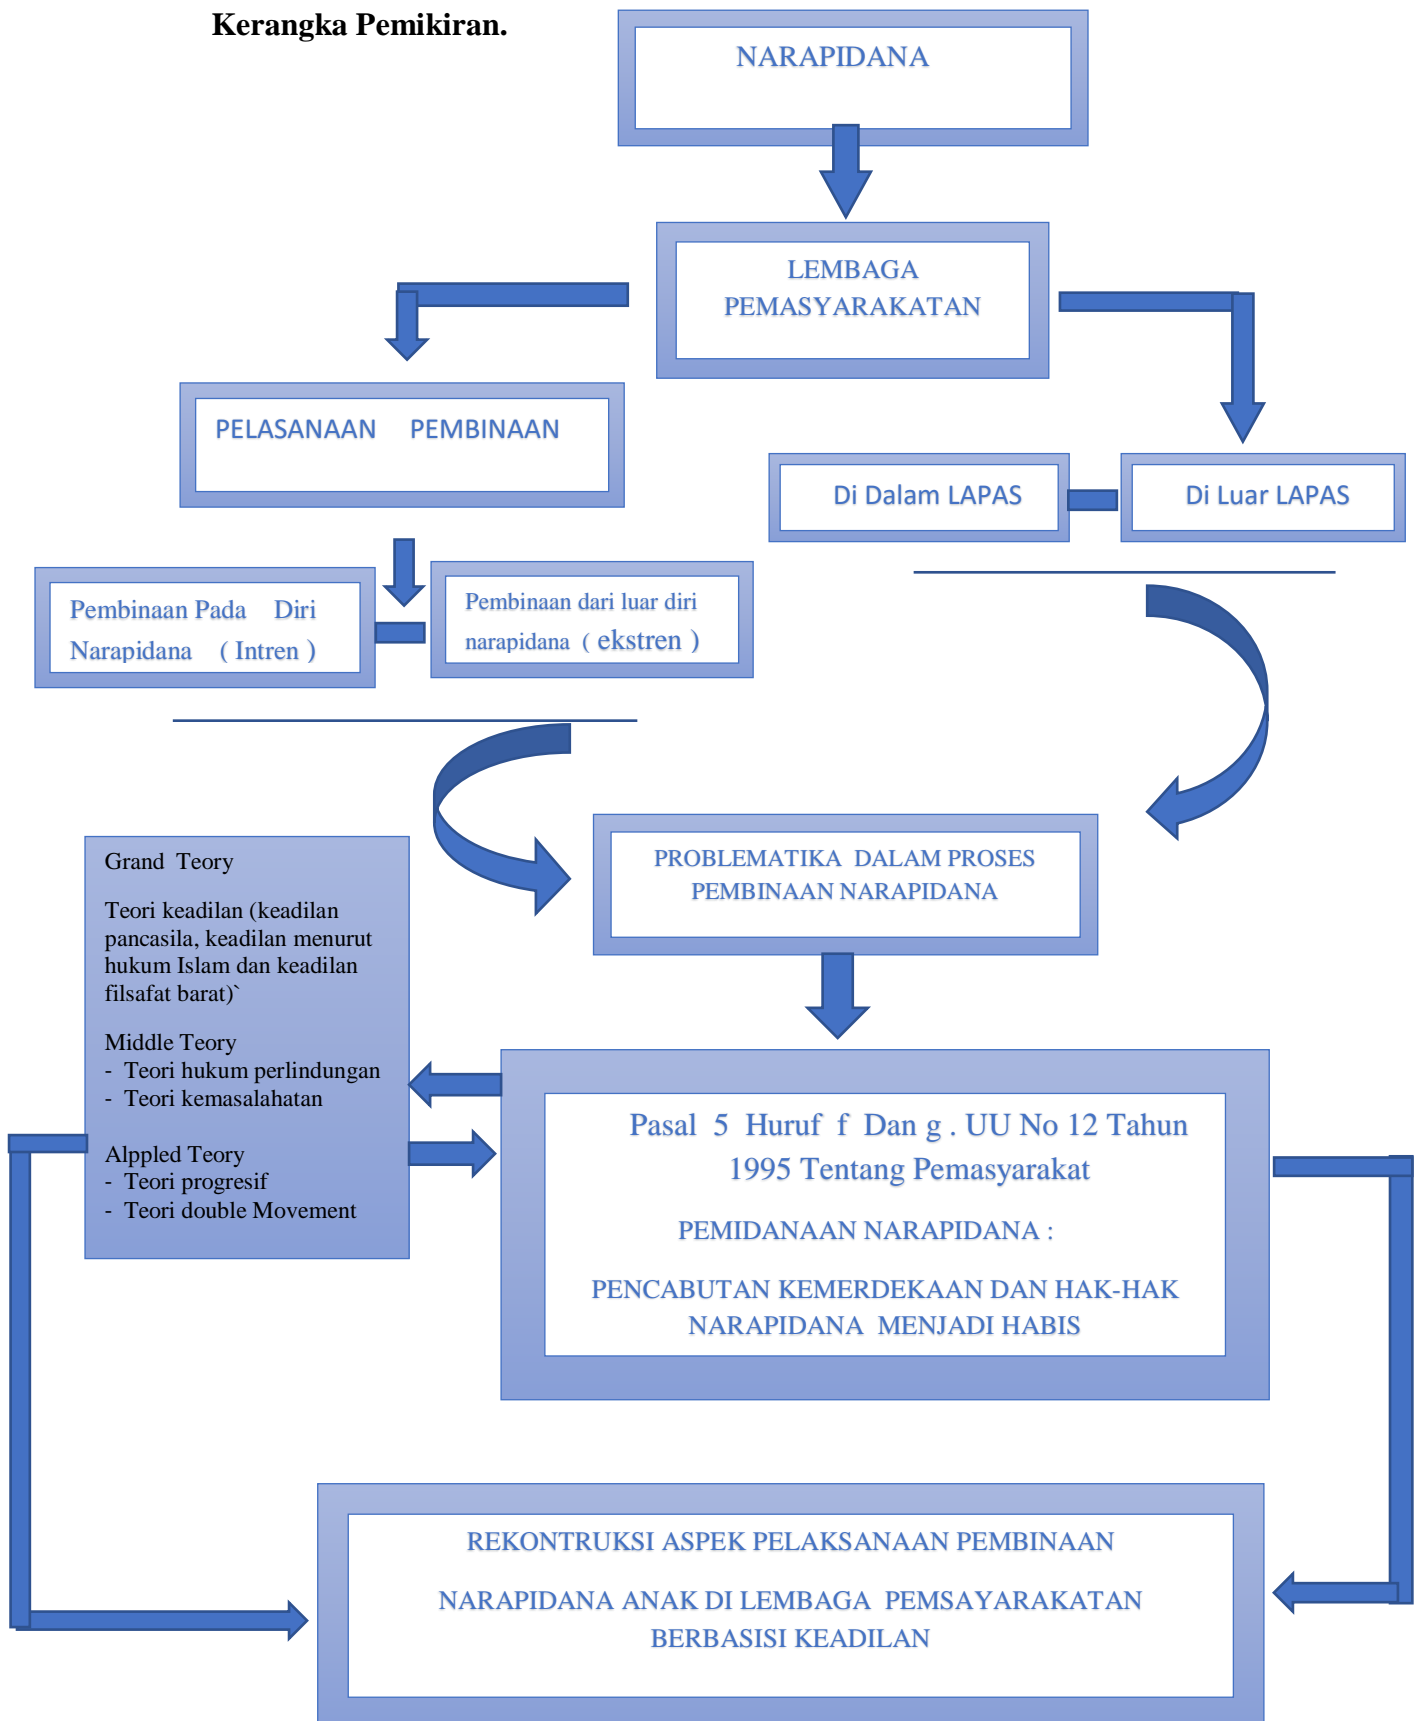 Kerangka Pemikiran.
NARAPIDANA
LEMBAGA
PEMASYARAKATAN
PELASANAAN PEMBINAAN
Di Dalam LAPAS
Di Luar LAPAS
Pembinaan Pada Diri
Narapidana ( Intren )
Pembinaan dari luar diri
narapidana ( ekstren )
PROBLEMATIKA DALAM PROSES
PEMBINAAN NARAPIDANA
Grand Teory
Teori keadilan (keadilan
pancasila, keadilan menurut
hukum Islam dan keadilan
filsafat barat)`
Middle Teory
- Teori hukum perlindungan
- Teori kemasalahatan
Alppled Teory
- Teori progresif
- Teori double Movement
Pasal 5 Huruf f Dan g . UU No 12 Tahun
1995 Tentang Pemasyarakat
PEMIDANAAN NARAPIDANA :
PENCABUTAN KEMERDEKAAN DAN HAK-HAK
NARAPIDANA MENJADI HABIS
REKONTRUKSI ASPEK PELAKSANAAN PEMBINAAN
NARAPIDANA ANAK DI LEMBAGA PEMSAYARAKATAN
BERBASISI KEADILAN